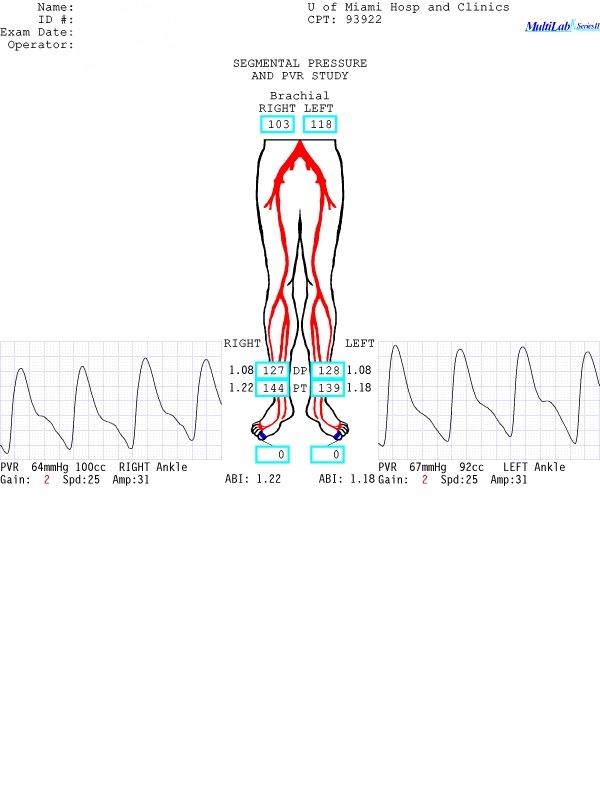 Name:
ID #:
Exam Date:
Operator:
U of Miami Hosp and Clinics
CPT: 93922
MultiLab Series II
SEGMENTAL PRESSURE
AND PVR STUDY
Brachial
RIGHT LEFT
103 118
RIGHT LEFT
1.08 127 DP 128 1.08
1.22 144 PT 139 1.18
0 0
PVR 64mmHg 100cc RIGHT Ankle
Gain: 2 Spd:25 Amp:31
ABI: 1.22 ABI: 1.18
PVR 67mmHg 92cc LEFT Ankle
Gain: 2 Spd:25 Amp:31